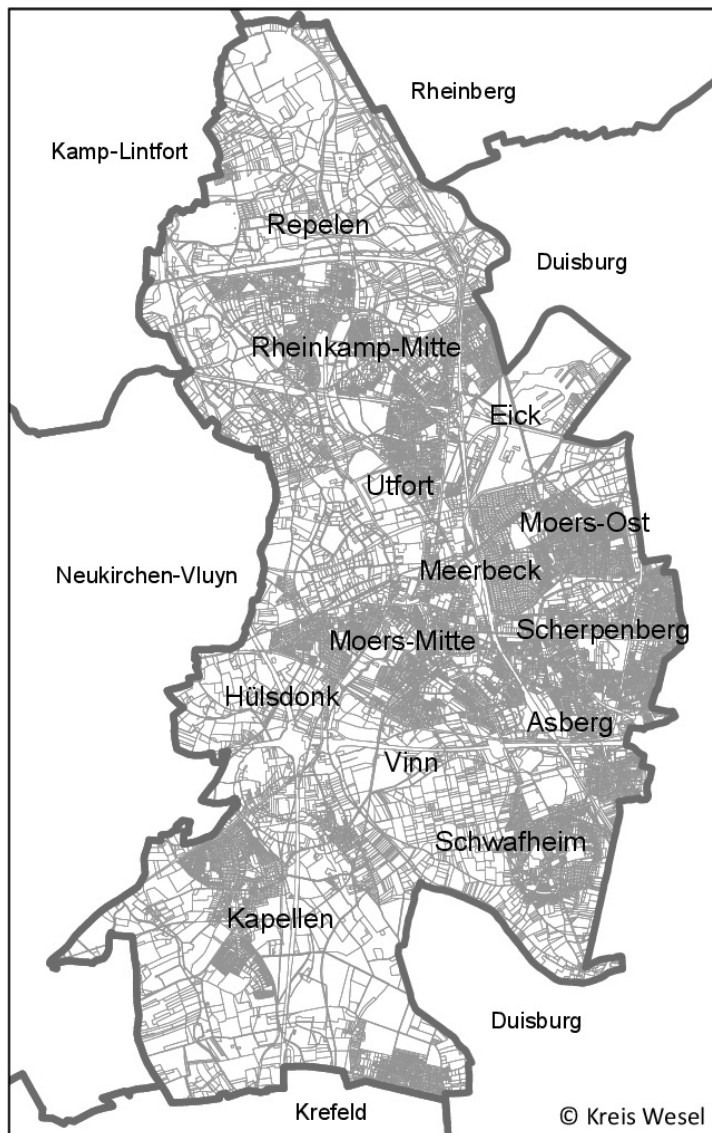 Rheinberg
Kamp-Lintfort
Repelen
Duisburg
Rheinkamp-Mitte
Eick
Utfort
Moers-Ost
Neukirchen-Vluyn
Meerbeck
Scherpenberg
Moers-Mitte
Hülsdonk
Asberg
Vinn
Schwafheim
Kapellen
Duisburg
Krefeld
© Kreis Wesel